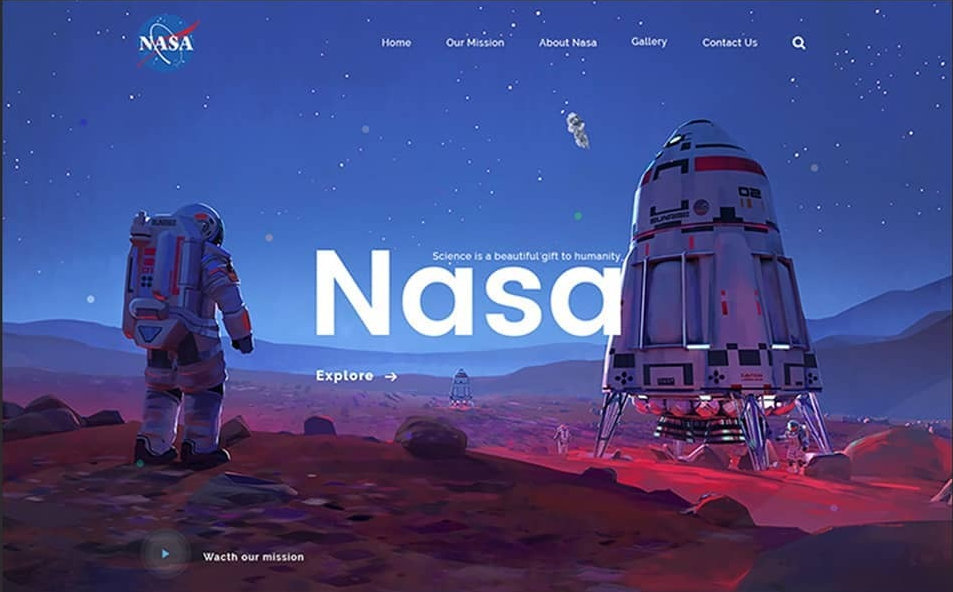 NASA
Home
Our Mission
About Nasa
Gallery
Contact Us
Science is a beautiful gift to humanity.
Nasa
02
Explore →
Wacth our mission